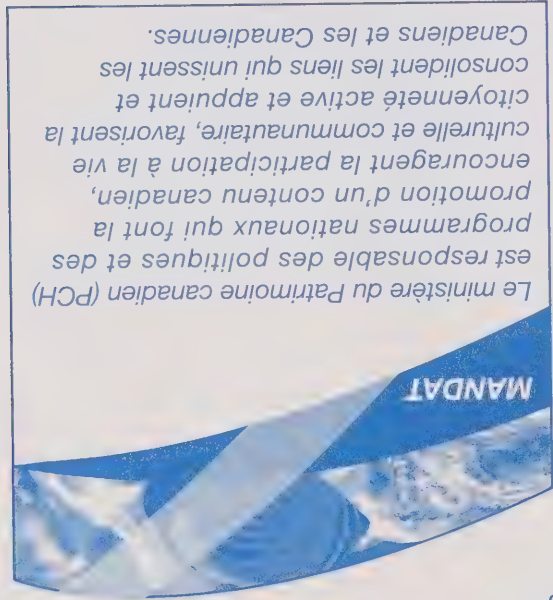 MANDAT
Le ministère du Patrimoine canadien (PCH)
est responsable des politiques et des
programmes nationaux qui font la
promotion d'un contenu canadien,
encouragent la participation à la vie
culturelle et communautaire, favorisent la
citoyenneté active et appuient et
consolident les liens qui unissent les
Canadiens et les Canadiennes.